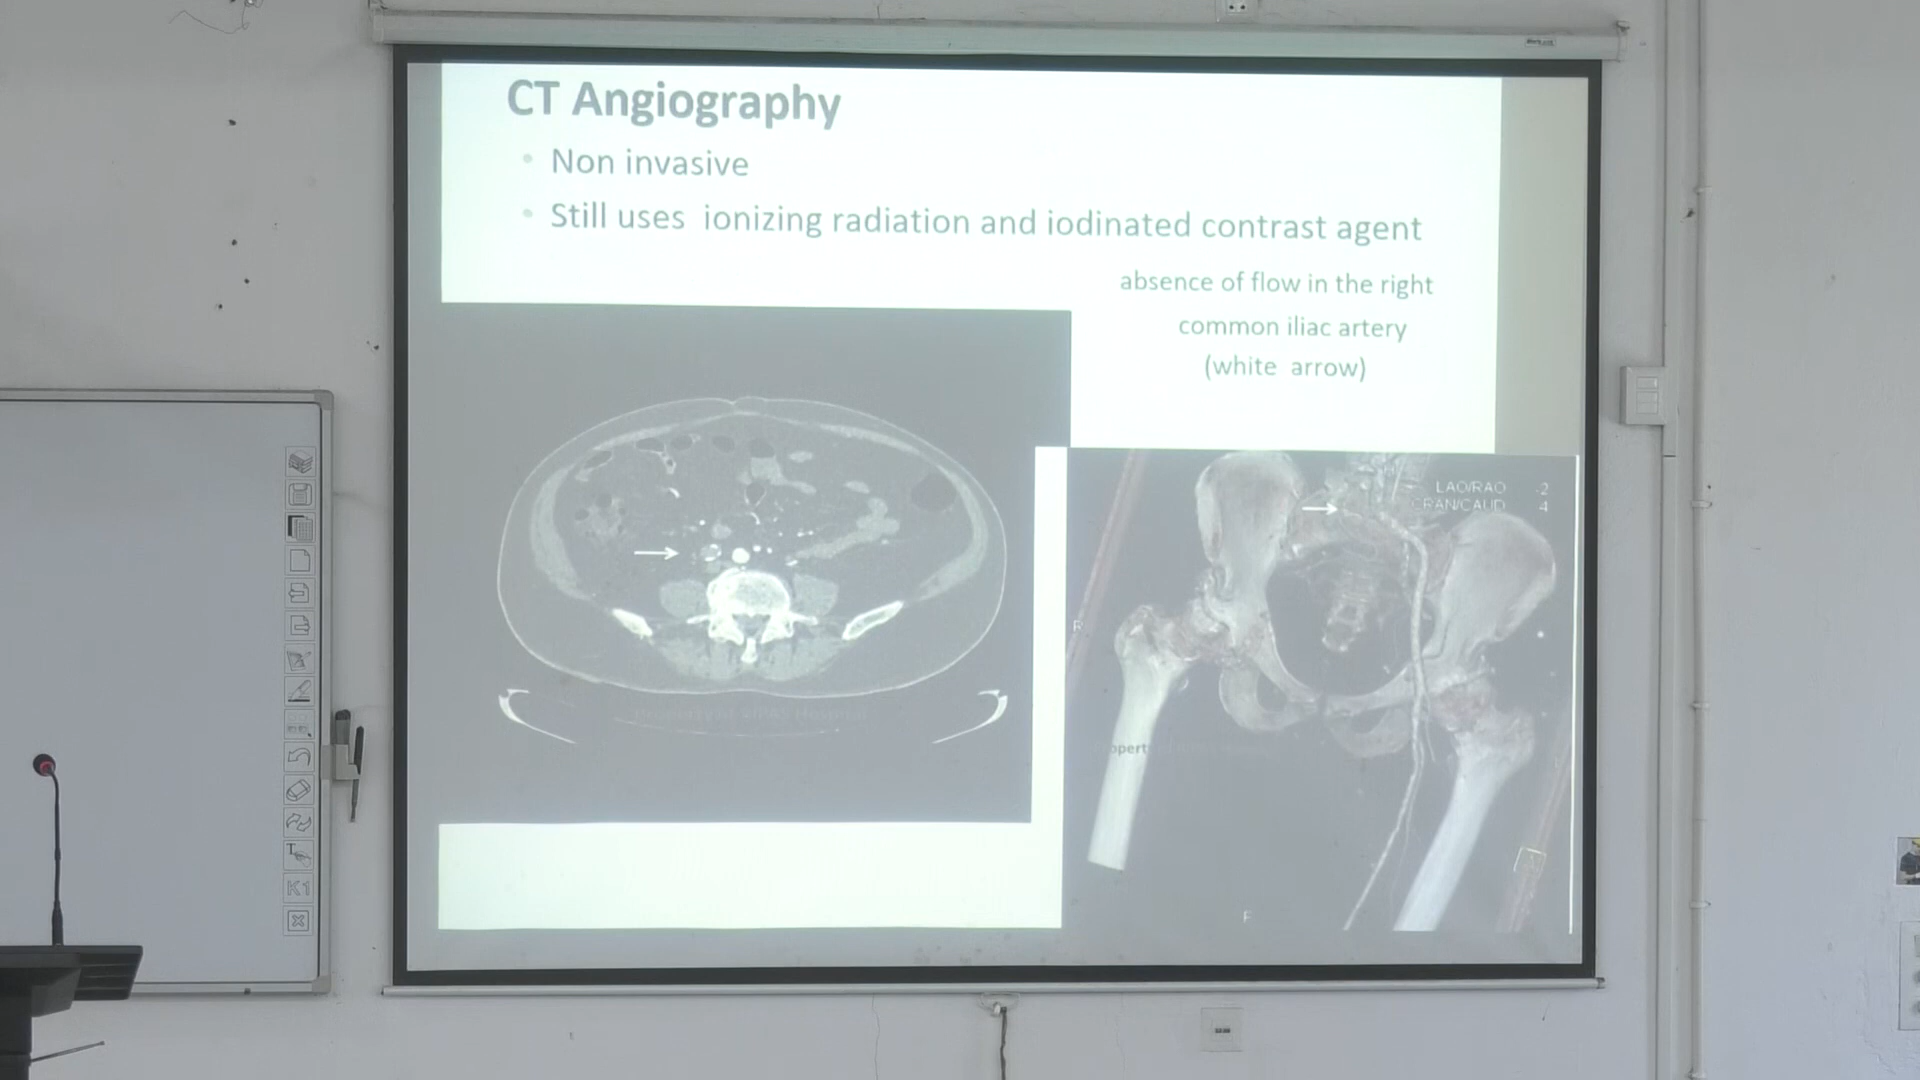 CT Angiography
• Non invasive
• Still uses ionizing radiation and iodinated contrast agent
absence of flow in the right
common iliac artery
(white arrow)
LAO/RAO -2
CRAN/CAUD 4
R
F
K1